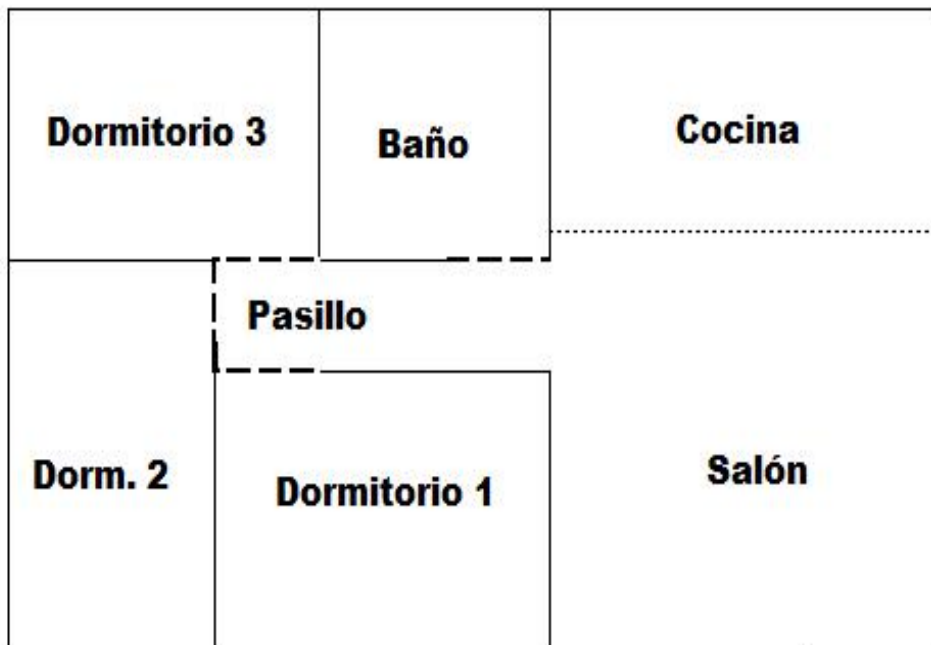 Dormitorio 3
Baño
Cocina
Pasillo
Dorm. 2
Dormitorio 1
Salón